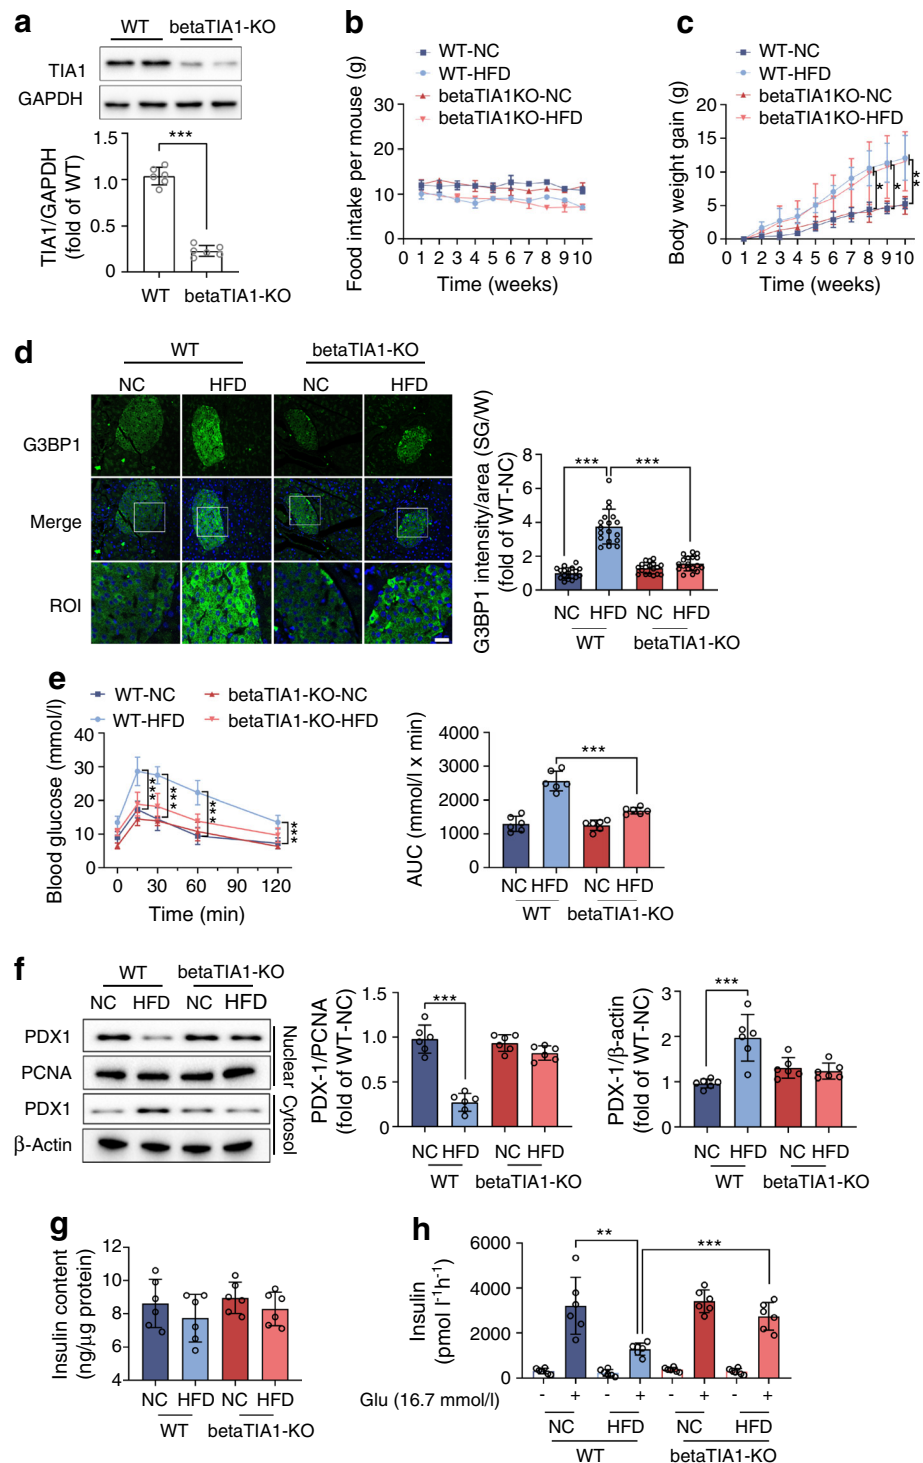 a
WT betaTIA1-KO
TIA1
GAPDH
TIA1/GAPDH
(fold of WT)
1.5
1.0
0.5
0
***
WT betaTIA1-KO
b
WT-NC
WT-HFD
betaTIA1KO-NC
betaTIA1KO-HFD
Food intake per mouse (g)
30
20
10
0
0 1 2 3 4 5 6 7 8 9 10
Time (weeks)
c
WT-NC
WT-HFD
betaTIA1KO-NC
betaTIA1KO-HFD
Body weight gain (g)
20
15
10
5
0
* * **
0 1 2 3 4 5 6 7 8 9 10
Time (weeks)
d
WT betaTIA1-KO
NC HFD NC HFD
G3BP1
Merge
ROI
G3BP1 intensity/area (SG/W)
(fold of WT-NC)
8
6
4
2
0
*** ***
NC HFD NC HFD
WT betaTIA1-KO
e
WT-NC betaTIA1-KO-NC
WT-HFD betaTIA1-KO-HFD
Blood glucose (mmol/l)
40
30
20
10
0
*** *** *** ***
0 30 60 90 120
Time (min)
AUC (mmol/l x min)
4000
3000
2000
1000
0
***
NC HFD NC HFD
WT betaTIA1-KO
f
WT betaTIA1-KO
NC HFD NC HFD
PDX1
PCNA
Nuclear
PDX1
β-Actin
Cytosol
PDX-1/PCNA
(fold of WT-NC)
1.5
1.0
0.5
0
***
NC HFD NC HFD
WT betaTIA1-KO
PDX-1/β-actin
(fold of WT-NC)
3
2
1
0
***
NC HFD NC HFD
WT betaTIA1-KO
g
Insulin content
(ng/μg protein)
12
10
8
6
4
NC HFD NC HFD
WT betaTIA1-KO
h
Insulin
(pmol l⁻¹h⁻¹)
6000
4000
2000
0
** ***
Glu (16.7 mmol/l) - + - + - + - +
NC HFD NC HFD
WT betaTIA1-KO